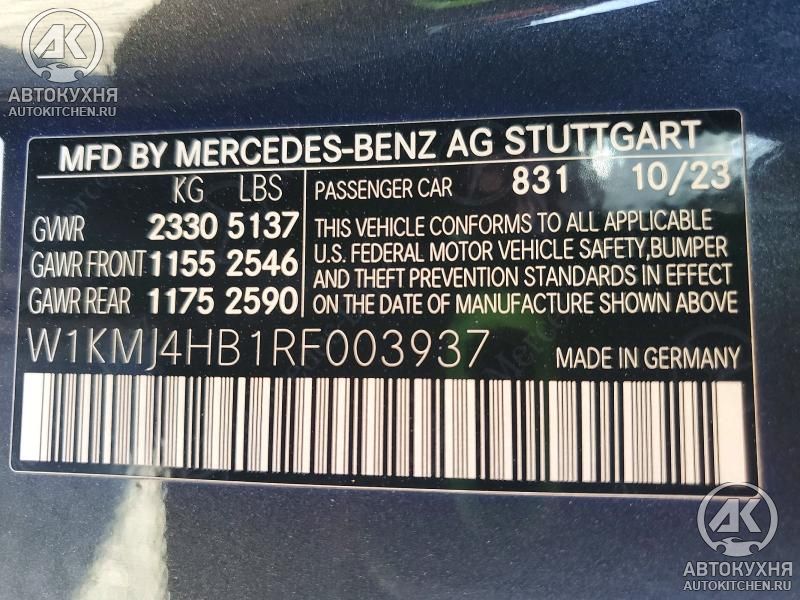 AK
АВТОКУХНЯ
AUTOKITCHEN.RU
MFD BY MERCEDES-BENZ AG STUTTGART
KG LBS
PASSENGER CAR 831 10/23
GVWR 2330 5137
GAWR FRONT 1155 2546
GAWR REAR 1175 2590
THIS VEHICLE CONFORMS TO ALL APPLICABLE
U.S. FEDERAL MOTOR VEHICLE SAFETY,BUMPER
AND THEFT PREVENTION STANDARDS IN EFFECT
ON THE DATE OF MANUFACTURE SHOWN ABOVE.
W1KMJ4HB1RF003937
MADE IN GERMANY
AK
АВТОКУХНЯ
AUTOKITCHEN.RU